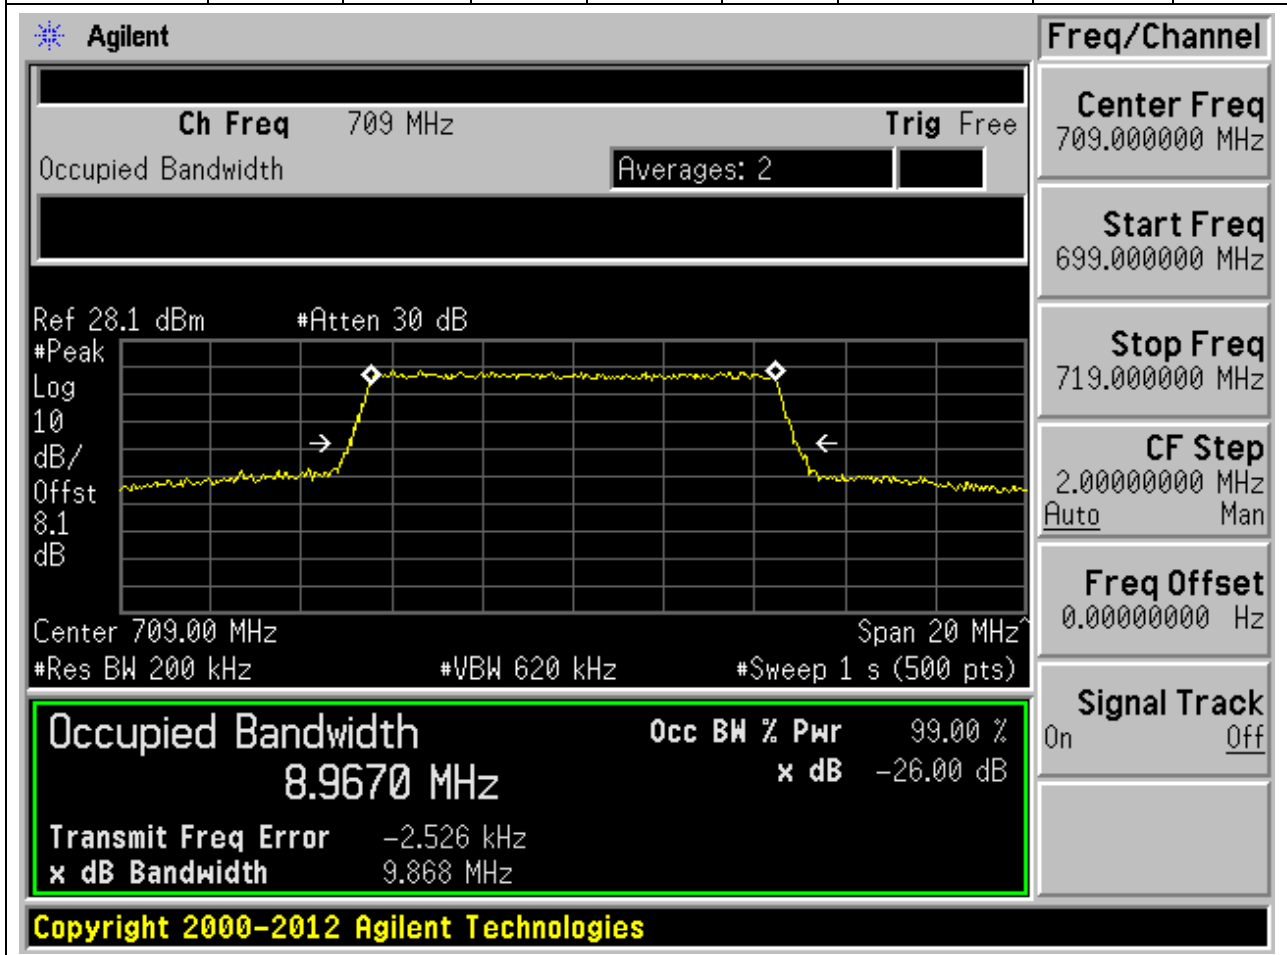 Agilent
Freq/Channel
Ch Freq 709 MHz Trig Free
Occupied Bandwidth Averages: 2
Center Freq
709.000000 MHz
Start Freq
699.000000 MHz
Stop Freq
719.000000 MHz
CF Step
2.00000000 MHz
Auto Man
Freq Offset
0.00000000 Hz
Signal Track
On Off
Ref 28.1 dBm #Atten 30 dB
#Peak
Log
10
dB/
Offst
8.1
dB
Center 709.00 MHz Span 20 MHz^
#Res BW 200 kHz #VBW 620 kHz #Sweep 1 s (500 pts)
Occupied Bandwidth
8.9670 MHz
Occ BW % Pwr 99.00 %
x dB -26.00 dB
Transmit Freq Error -2.526 kHz
x dB Bandwidth 9.868 MHz
Copyright 2000-2012 Agilent Technologies